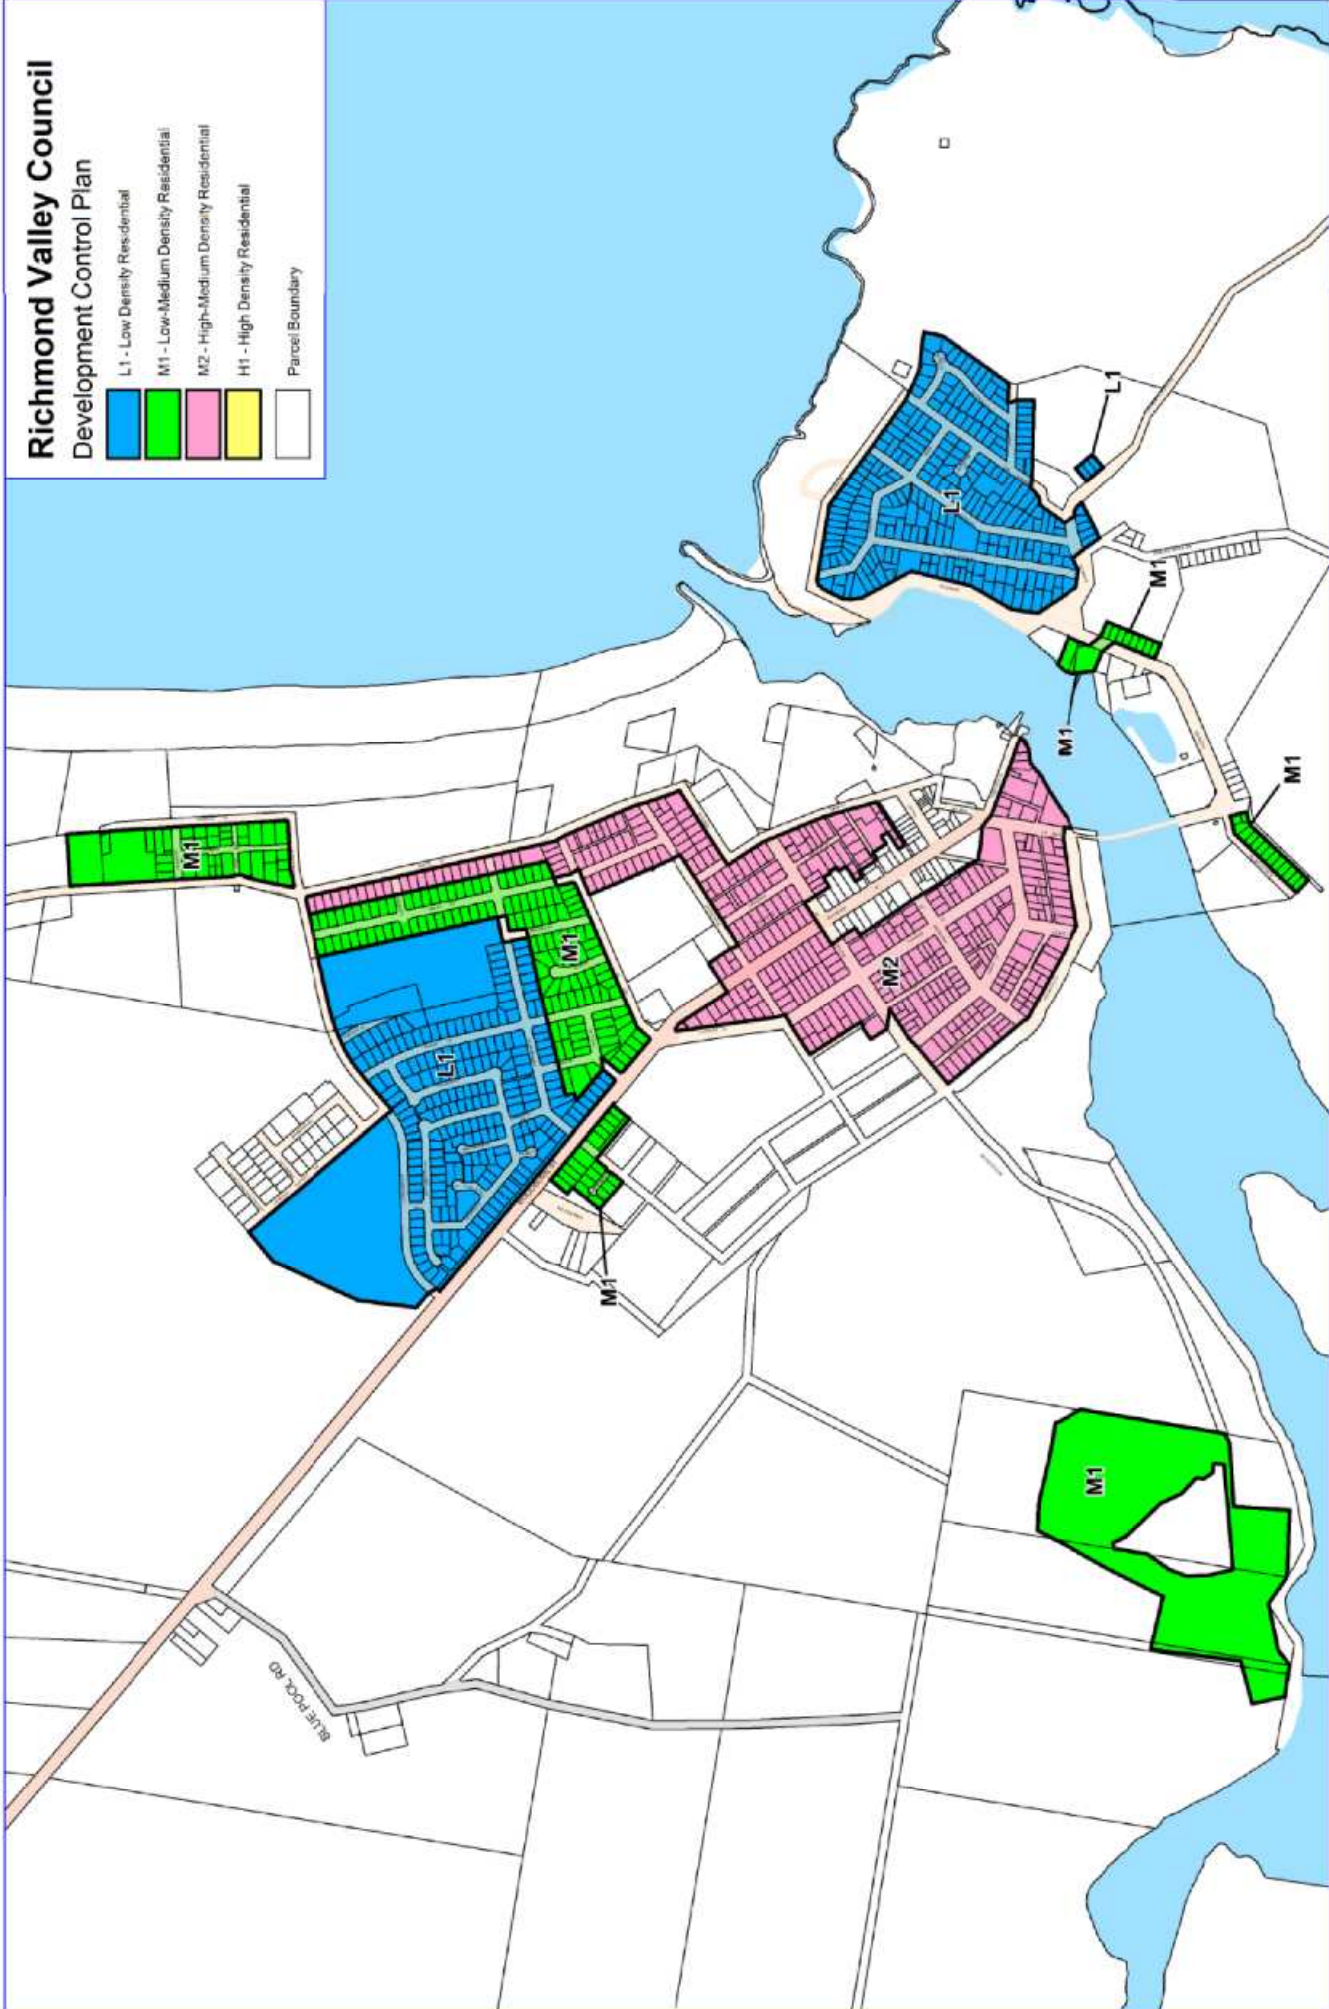 Richmond Valley Council
Development Control Plan
L1 - Low Density Residential
M1 - Low-Medium Density Residential
M2 - High-Medium Density Residential
H1 - High Density Residential
Parcel Boundary
M1
M1
L1
M1
M2
L1
L1
M1
M1
M1
M1
M1
BLUE POOL RD